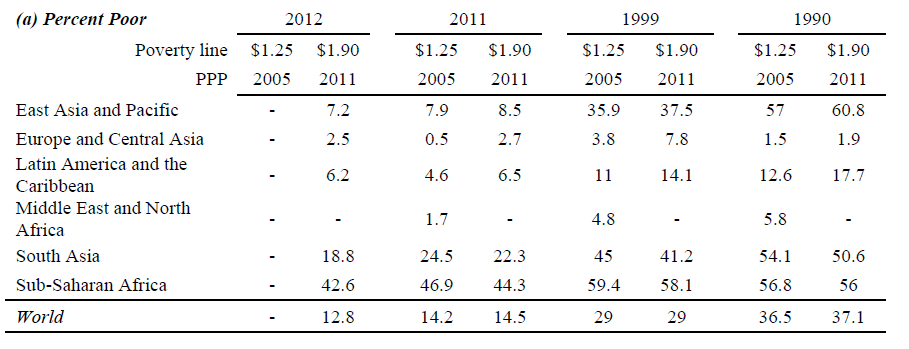 (a) Percent Poor 2012 2011 1999 1990
Poverty line $1.25 $1.90 $1.25 $1.90 $1.25 $1.90 $1.25 $1.90
PPP 2005 2011 2005 2011 2005 2011 2005 2011
East Asia and Pacific - 7.2 7.9 8.5 35.9 37.5 57 60.8
Europe and Central Asia - 2.5 0.5 2.7 3.8 7.8 1.5 1.9
Latin America and the
Caribbean - 6.2 4.6 6.5 11 14.1 12.6 17.7
Middle East and North
Africa - - 1.7 - 4.8 - 5.8 -
South Asia - 18.8 24.5 22.3 45 41.2 54.1 50.6
Sub-Saharan Africa - 42.6 46.9 44.3 59.4 58.1 56.8 56
World - 12.8 14.2 14.5 29 29 36.5 37.1